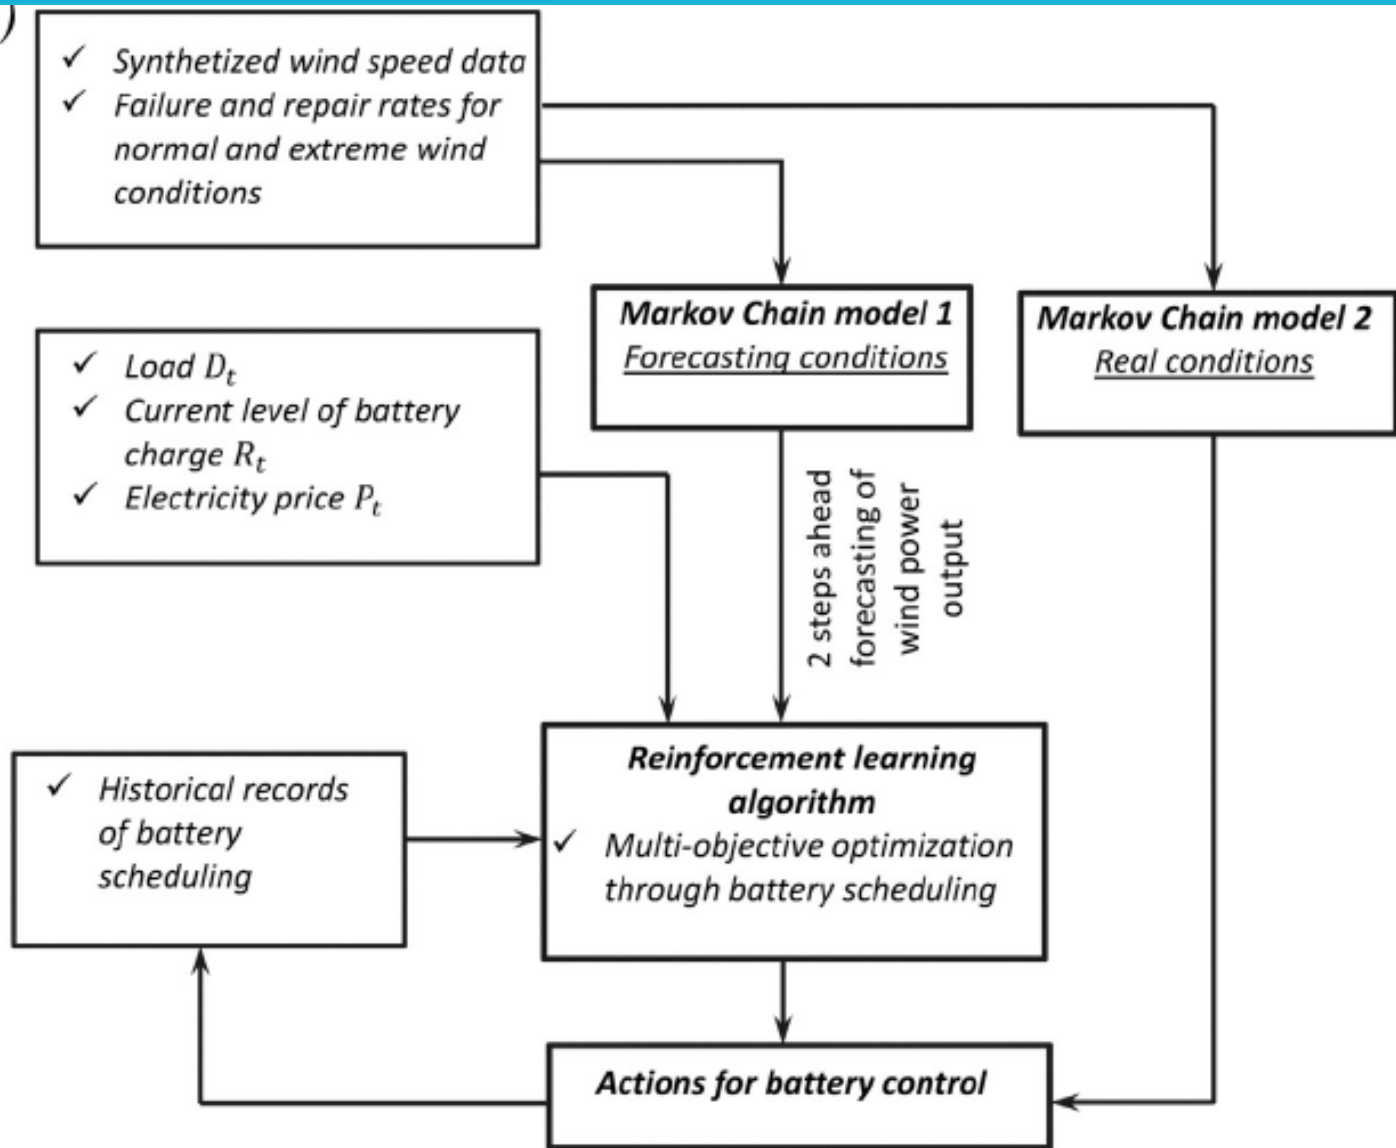 )
✓ Synthetized wind speed data
✓ Failure and repair rates for
normal and extreme wind
conditions
Markov Chain model 1
Forecasting conditions
Markov Chain model 2
Real conditions
✓ Load Dₜ
✓ Current level of battery
charge Rₜ
✓ Electricity price Pₜ
2 steps ahead
forecasting of
wind power
output
Reinforcement learning
algorithm
✓ Multi-objective optimization
through battery scheduling
✓ Historical records
of battery
scheduling
Actions for battery control